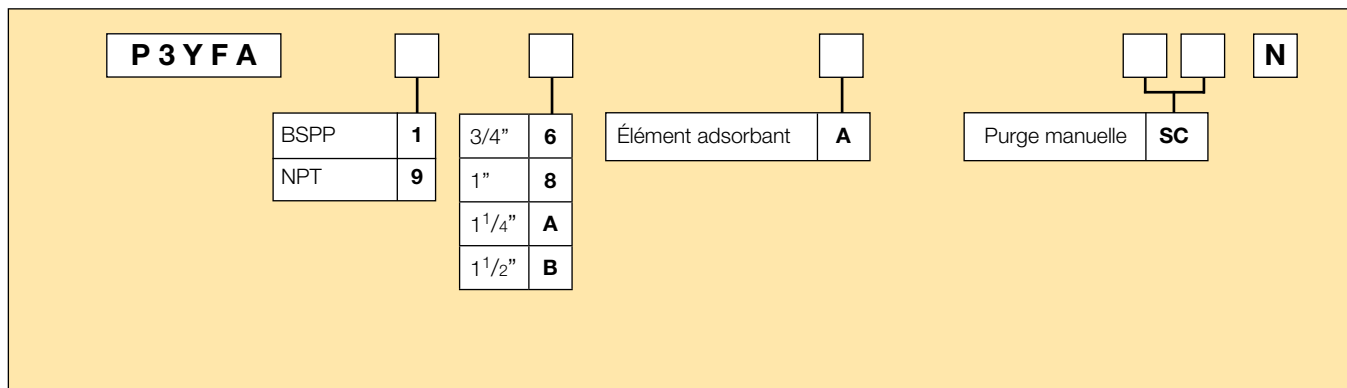 P3YFA N
BSPP 1 3/4” 6 Élément adsorbant A Purge manuelle SC
NPT 9 1” 8
1 1/4” A
1 1/2” B